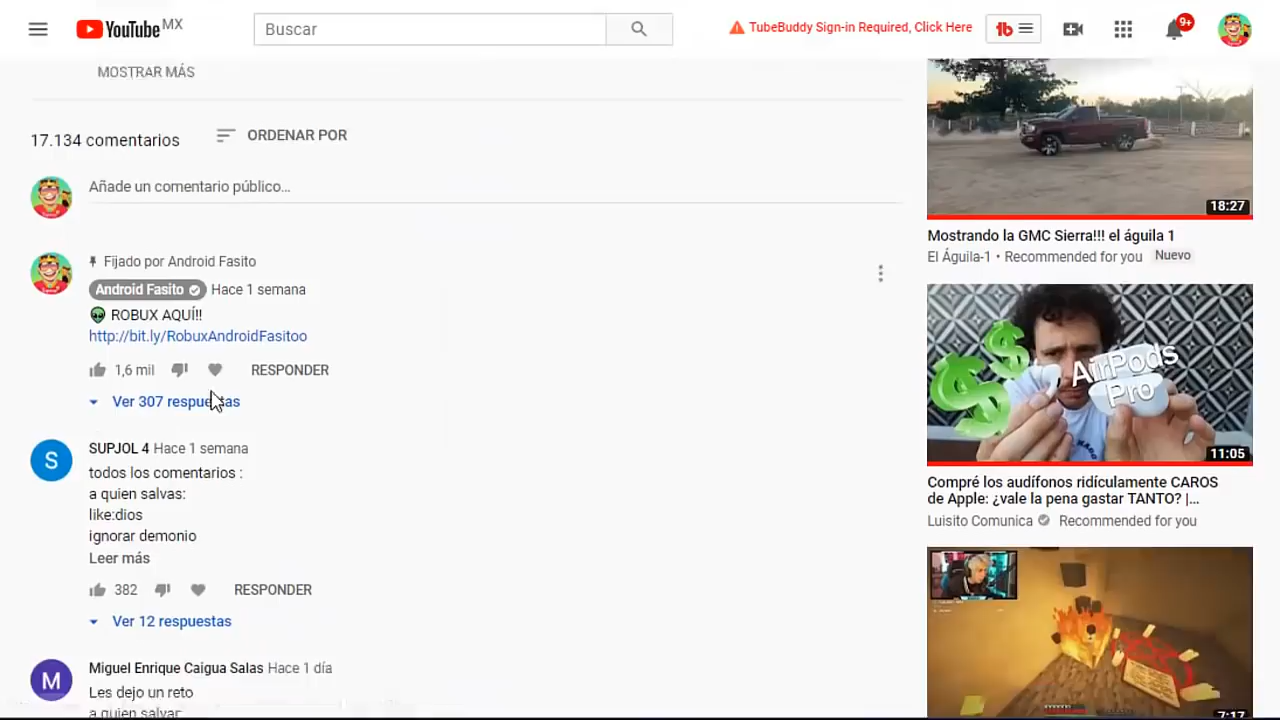 YouTube MX
Buscar
TubeBuddy Sign-in Required, Click Here
tb
9+
MOSTRAR MÁS
17.134 comentarios
ORDENAR POR
Añade un comentario público...
Fijado por Android Fasito
Android Fasito Hace 1 semana
👽 ROBUX AQUÍ!!
http://bit.ly/RobuxAndroidFasitoo
1,6 mil
RESPONDER
Ver 307 respuestas
S
SUPJOL 4 Hace 1 semana
todos los comentarios :
a quien salvas:
like:dios
ignorar demonio
Leer más
382
RESPONDER
Ver 12 respuestas
M
Miguel Enrique Caigua Salas Hace 1 día
Les dejo un reto
a quien salvar:
18:27
Mostrando la GMC Sierra!!! el águila 1
El Águila-1 • Recommended for you Nuevo
AirPods
Pro
11:05
Compré los audífonos ridículamente CAROS
de Apple: ¿vale la pena gastar TANTO? |...
Luisito Comunica Recommended for you
7:17